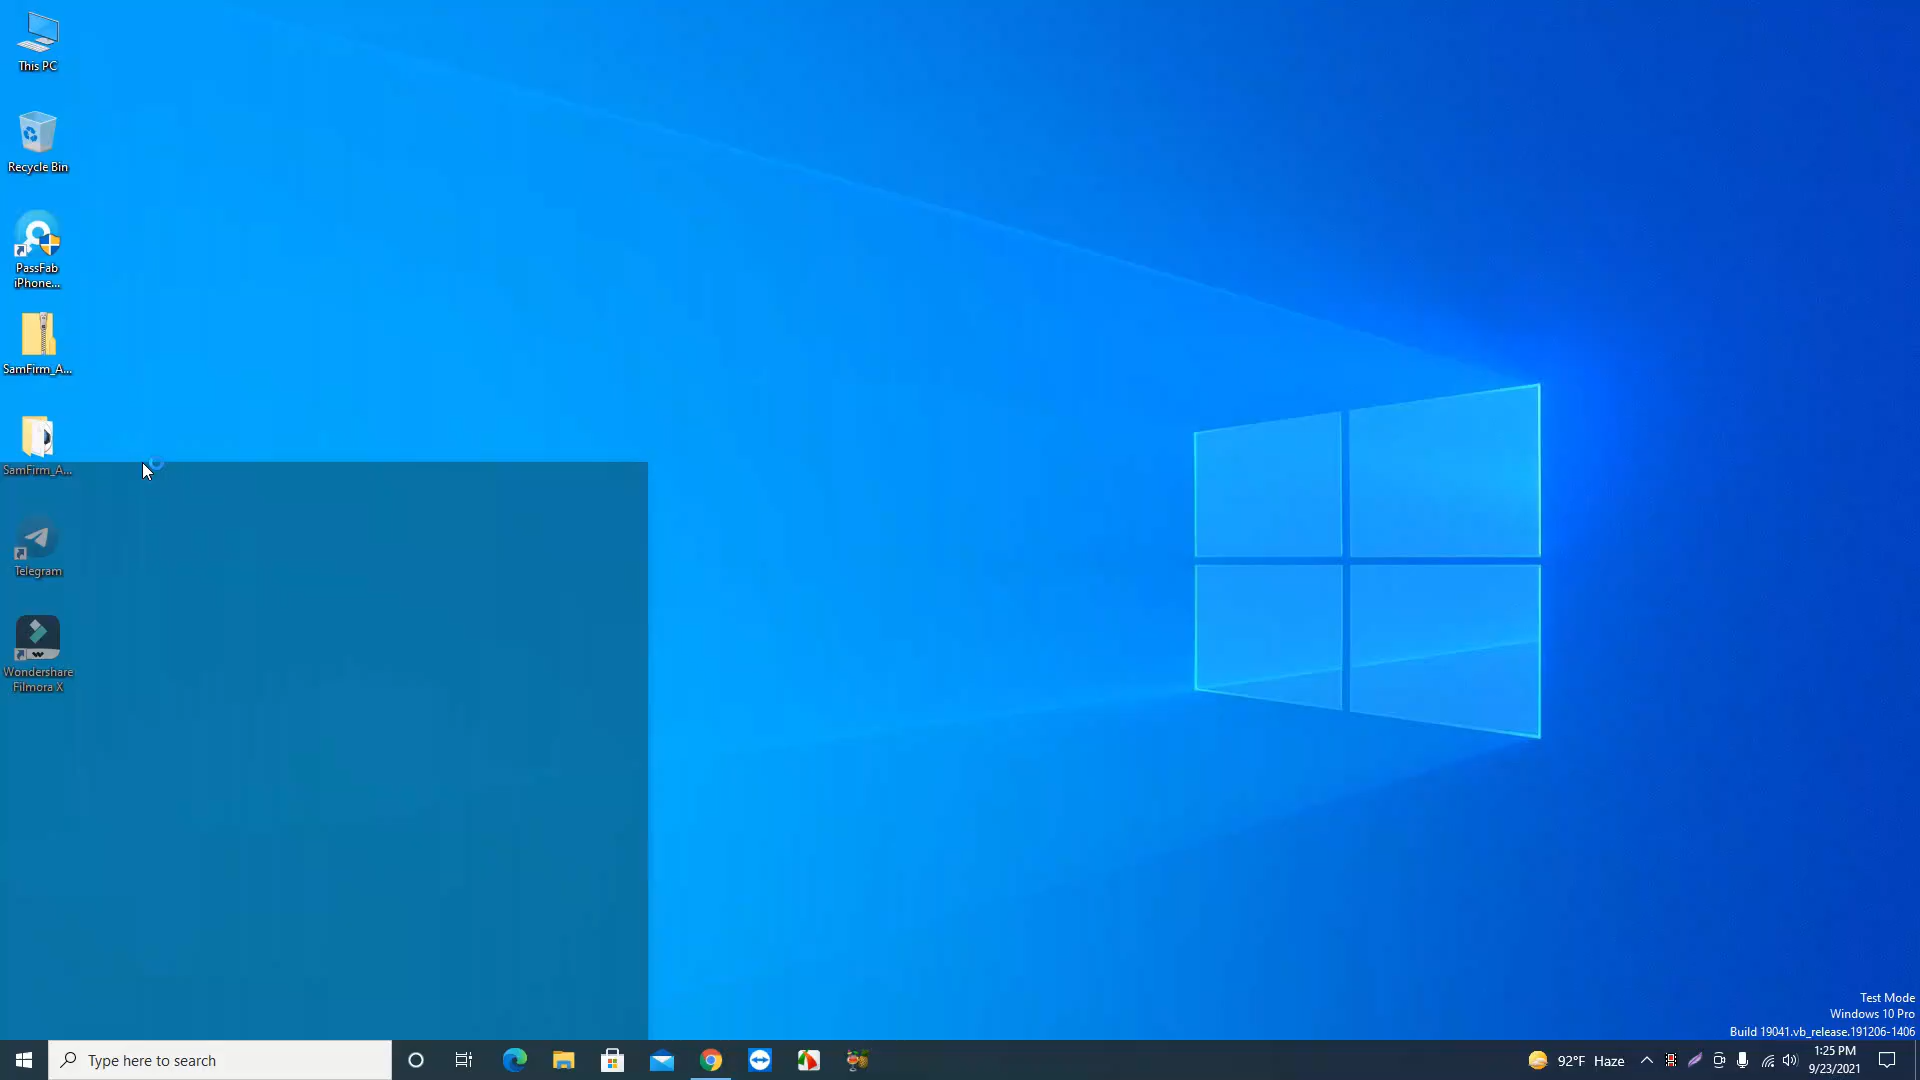 This PC
Recycle Bin
PassFab
iPhone...
SamFirm_A...
SamFirm_A...
Telegram
Wondershare
Filmora X
Test Mode
Windows 10 Pro
Build 19041.vb_release.191206-1406
Type here to search
92°F Haze
1:25 PM
9/23/2021